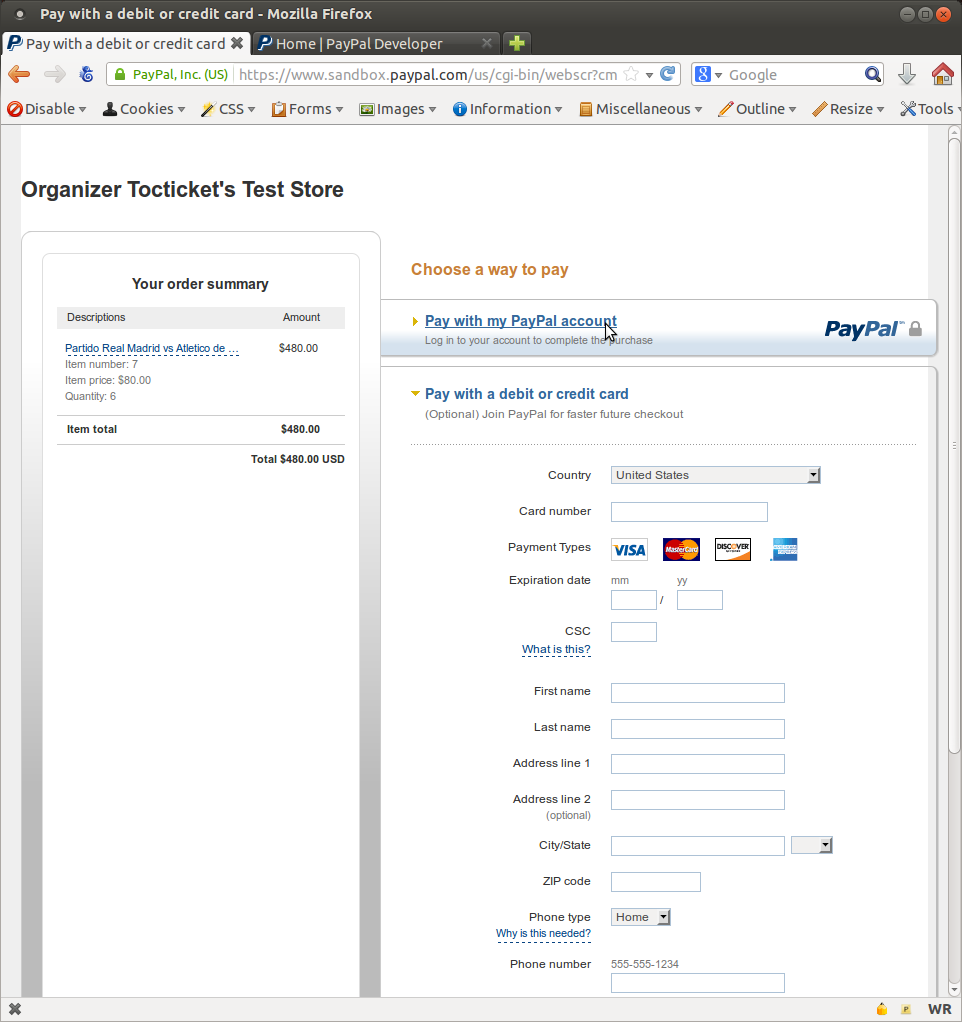 Pay with a debit or credit card - Mozilla Firefox
Pay with a debit or credit card
Home | PayPal Developer
PayPal, Inc. (US)
https://www.sandbox.paypal.com/us/cgi-bin/webscr?cm
Google
Disable
Cookies
CSS
Forms
Images
Information
Miscellaneous
Outline
Resize
Tools
Organizer Tocticket's Test Store
Your order summary
Descriptions Amount
Partido Real Madrid vs Atletico de ... $480.00
Item number: 7
Item price: $80.00
Quantity: 6
Item total $480.00
Total $480.00 USD
Choose a way to pay
Pay with my PayPal account
Log in to your account to complete the purchase
PayPal
Pay with a debit or credit card
(Optional) Join PayPal for faster future checkout
Country United States
Card number
Payment Types VISA MasterCard DISCOVER
Expiration date mm yy
/
CSC
What is this?
First name
Last name
Address line 1
Address line 2
(optional)
City/State
ZIP code
Phone type Home
Why is this needed?
Phone number 555-555-1234
WR